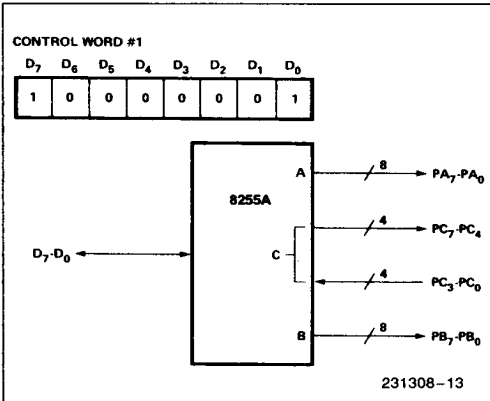 CONTROL WORD #1
D7 D6 D5 D4 D3 D2 D1 D0
1 0 0 0 0 0 0 1
A 8 PA7-PA0
8255A
4 PC7-PC4
D7-D0 C
4 PC3-PC0
B 8 PB7-PB0
231308-13